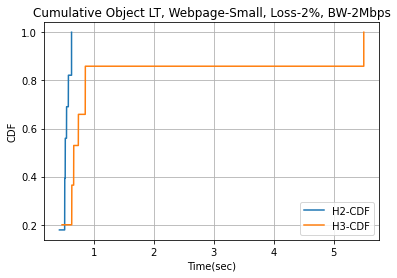 Cumulative Object LT, Webpage-Small, Loss-2%, BW-2Mbps
1.0
0.8
0.6
0.4
0.2
CDF
1 2 3 4 5
Time(sec)
H2-CDF
H3-CDF